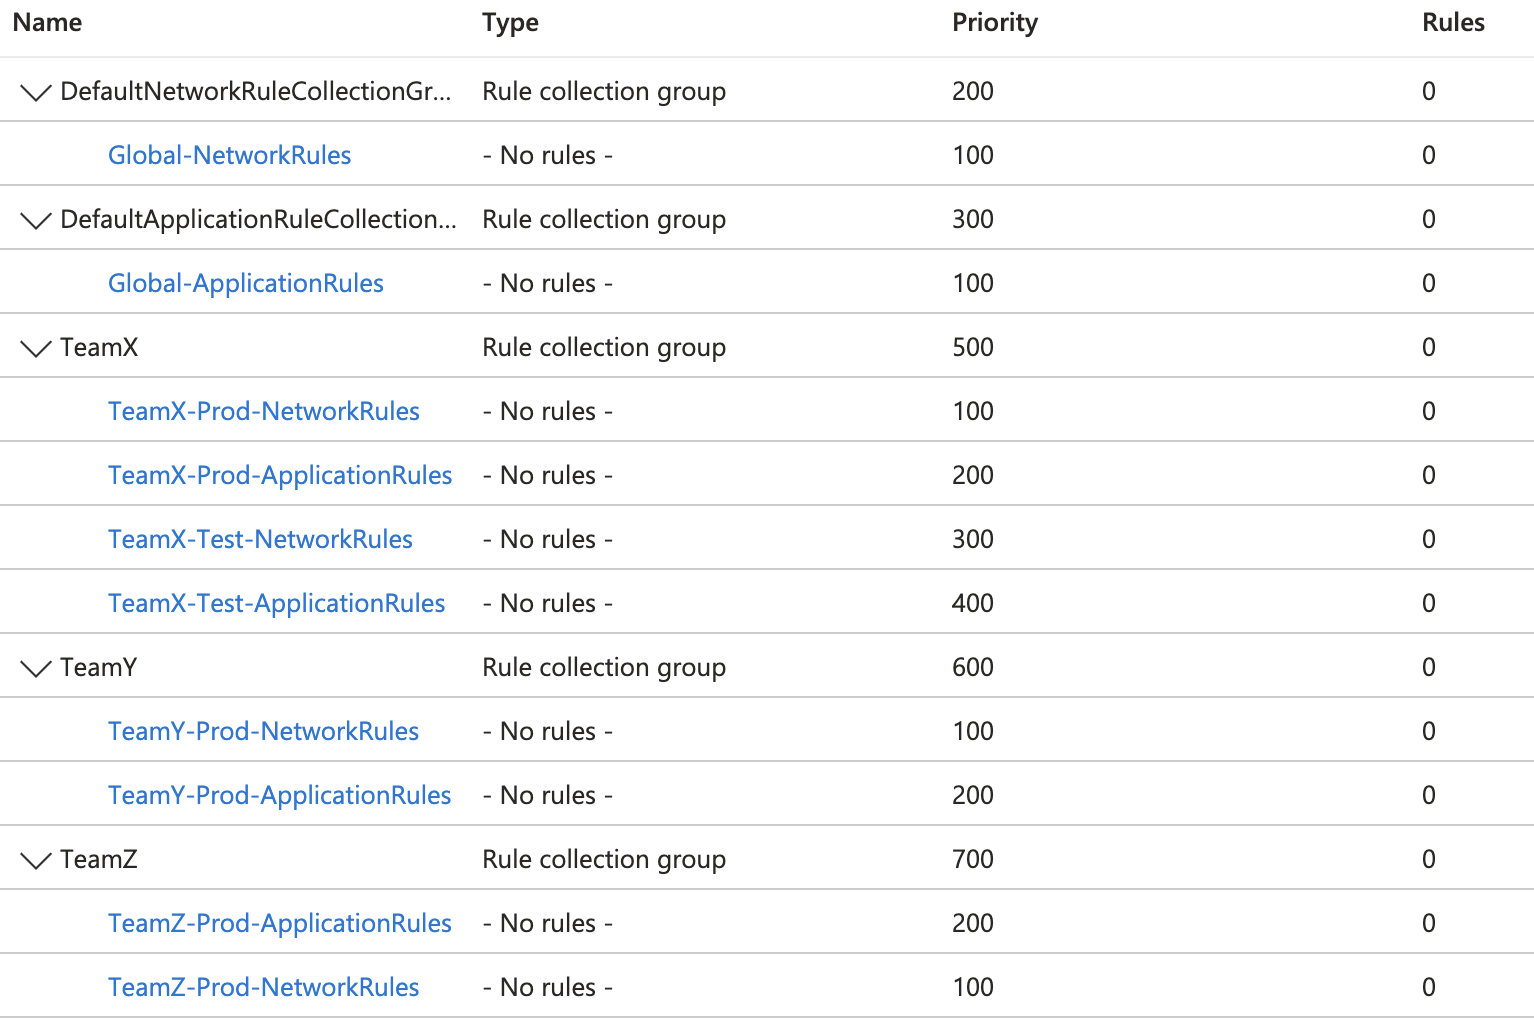 Name Type Priority Rules
DefaultNetworkRuleCollectionGr... Rule collection group 200 0
Global-NetworkRules - No rules - 100 0
DefaultApplicationRuleCollection... Rule collection group 300 0
Global-ApplicationRules - No rules - 100 0
TeamX Rule collection group 500 0
TeamX-Prod-NetworkRules - No rules - 100 0
TeamX-Prod-ApplicationRules - No rules - 200 0
TeamX-Test-NetworkRules - No rules - 300 0
TeamX-Test-ApplicationRules - No rules - 400 0
TeamY Rule collection group 600 0
TeamY-Prod-NetworkRules - No rules - 100 0
TeamY-Prod-ApplicationRules - No rules - 200 0
TeamZ Rule collection group 700 0
TeamZ-Prod-ApplicationRules - No rules - 200 0
TeamZ-Prod-NetworkRules - No rules - 100 0